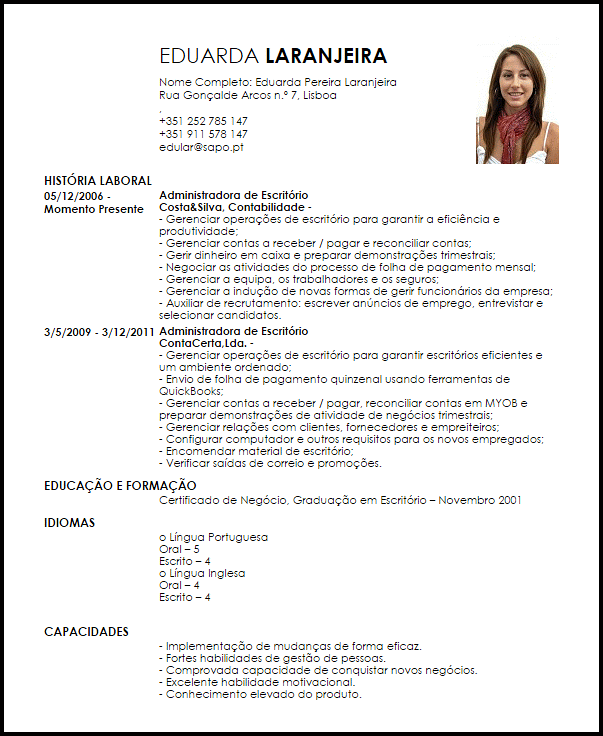 EDUARDA LARANJEIRA
Nome Completo: Eduarda Pereira Laranjeira
Rua Gonçalde Arcos n.º 7, Lisboa
.
+351 252 785 147
+351 911 578 147
edular@sapo.pt
HISTÓRIA LABORAL
05/12/2006 - Administradora de Escritório
Momento Presente Costa&Silva, Contabilidade -
- Gerenciar operações de escritório para garantir a eficiência e
produtividade;
- Gerenciar contas a receber / pagar e reconciliar contas;
- Gerir dinheiro em caixa e preparar demonstrações trimestrais;
- Negociar as atividades do processo de folha de pagamento mensal;
- Gerenciar a equipa, os trabalhadores e os seguros;
- Gerenciar a indução de novas formas de gerir funcionários da empresa;
- Auxiliar de recrutamento: escrever anúncios de emprego, entrevistar e
selecionar candidatos.
3/5/2009 - 3/12/2011 Administradora de Escritório
ContaCerta,Lda. -
- Gerenciar operações de escritório para garantir escritórios eficientes e
um ambiente ordenado;
- Envio de folha de pagamento quinzenal usando ferramentas de
QuickBooks;
- Gerenciar contas a receber / pagar, reconciliar contas em MYOB e
preparar demonstrações de atividade de negócios trimestrais;
- Gerenciar relações com clientes, fornecedores e empreiteiros;
- Configurar computador e outros requisitos para os novos empregados;
- Encomendar material de escritório;
- Verificar saídas de correio e promoções.
EDUCAÇÃO E FORMAÇÃO
Certificado de Negócio, Graduação em Escritório – Novembro 2001
IDIOMAS
o Língua Portuguesa
Oral – 5
Escrito – 4
o Língua Inglesa
Oral – 4
Escrito – 4
CAPACIDADES
- Implementação de mudanças de forma eficaz.
- Fortes habilidades de gestão de pessoas.
- Comprovada capacidade de conquistar novos negócios.
- Excelente habilidade motivacional.
- Conhecimento elevado do produto.